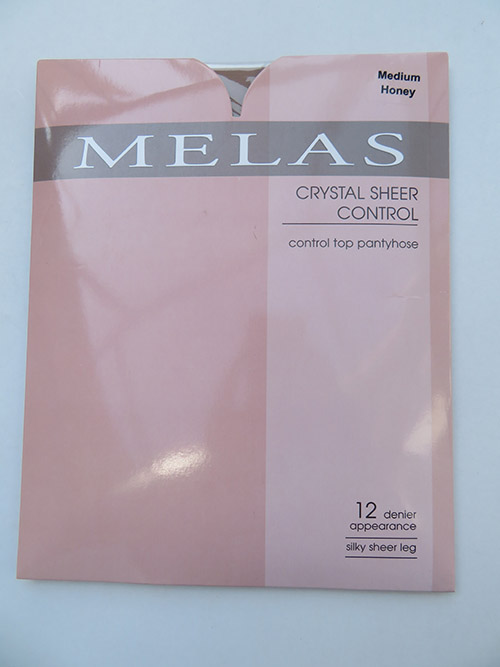 Medium
Honey
MELAS
CRYSTAL SHEER
CONTROL
control top pantyhose
12 denier
appearance
silky sheer leg